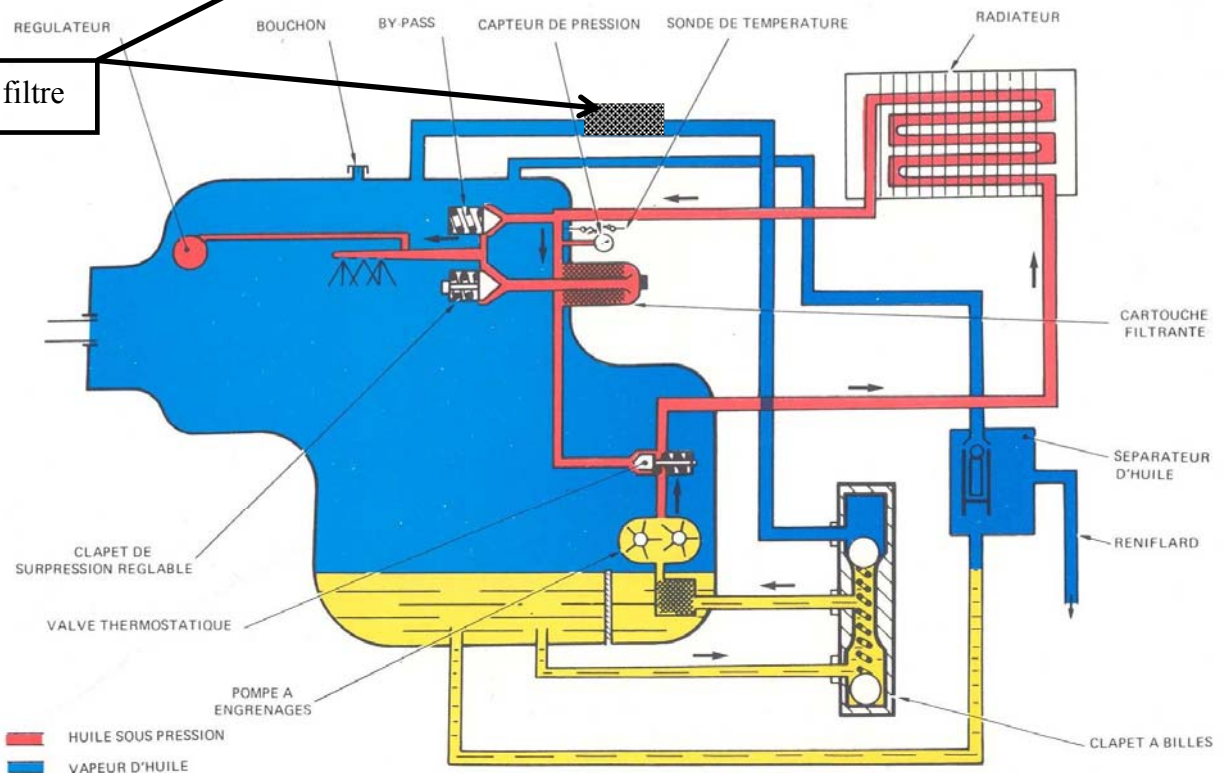 REGULATEUR
BOUCHON
BY-PASS
CAPTEUR DE PRESSION
SONDE DE TEMPERATURE
RADIATEUR
filtre
CARTOUCHE
FILTRANTE
SEPARATEUR
D'HUILE
RENIFLARD
CLAPET DE
SURPRESSION REGLABLE
VALVE THERMOSTATIQUE
POMPE A
ENGRENAGES
CLAPET A BILLES
HUILE SOUS PRESSION
VAPEUR D'HUILE